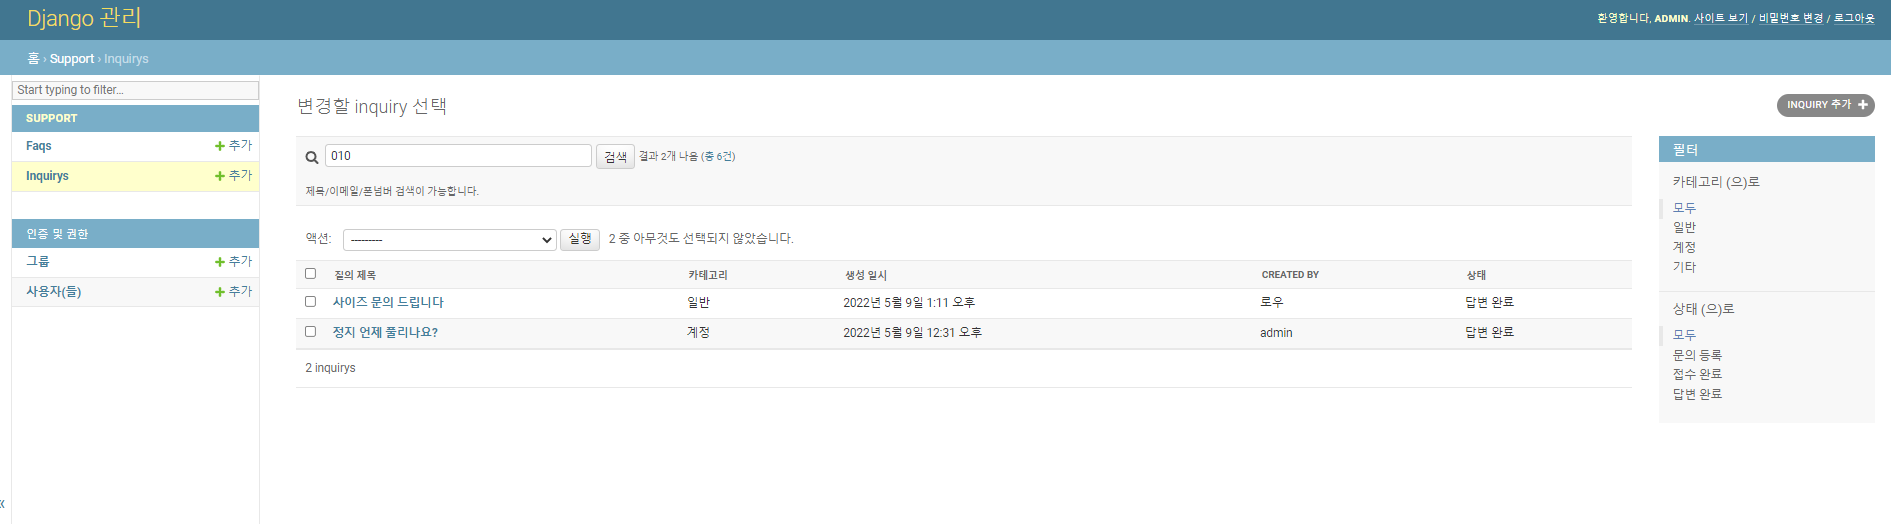 Django 관리
환영합니다, ADMIN. 사이트 보기 / 비밀번호 변경 / 로그아웃
홈 › Support › Inquirys
Start typing to filter...
SUPPORT
Faqs + 추가
Inquirys + 추가
인증 및 권한
그룹 + 추가
사용자(들) + 추가
변경할 inquiry 선택
INQUIRY 추가 +
010 검색 결과 2개 나옴 (총 6건)
제목/이메일/폰넘버 검색이 가능합니다.
액션: --------- 실행 2 중 아무것도 선택되지 않았습니다.
질의 제목 카테고리 생성 일시 CREATED BY 상태
사이즈 문의 드립니다 일반 2022년 5월 9일 1:11 오후 로우 답변 완료
정지 언제 풀리나요? 계정 2022년 5월 9일 12:31 오후 admin 답변 완료
2 inquirys
필터
카테고리 (으)로
모두
일반
계정
기타
상태 (으)로
모두
문의 등록
접수 완료
답변 완료